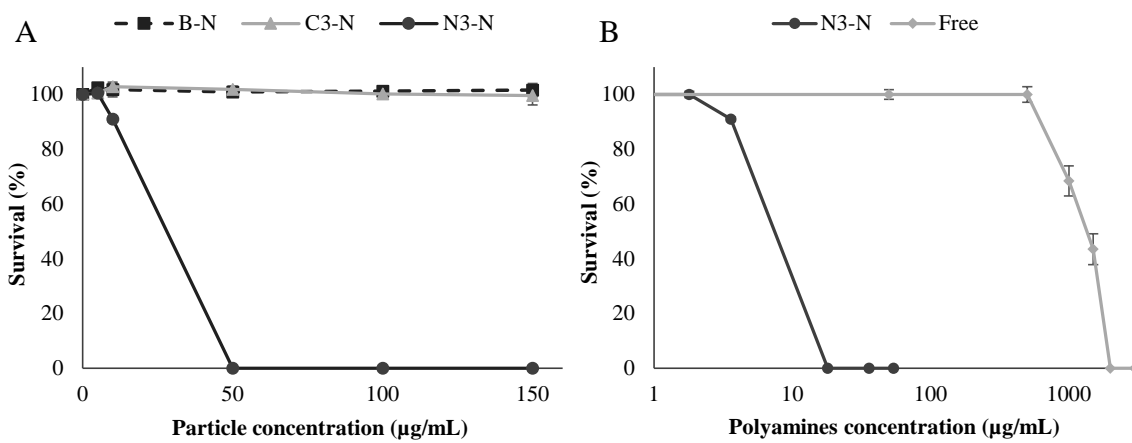 A
B-N C3-N N3-N
Survival (%)
100
80
60
40
20
0
0 50 100 150
Particle concentration (µg/mL)
B
N3-N Free
Survival (%)
100
80
60
40
20
0
1 10 100 1000
Polyamines concentration (µg/mL)